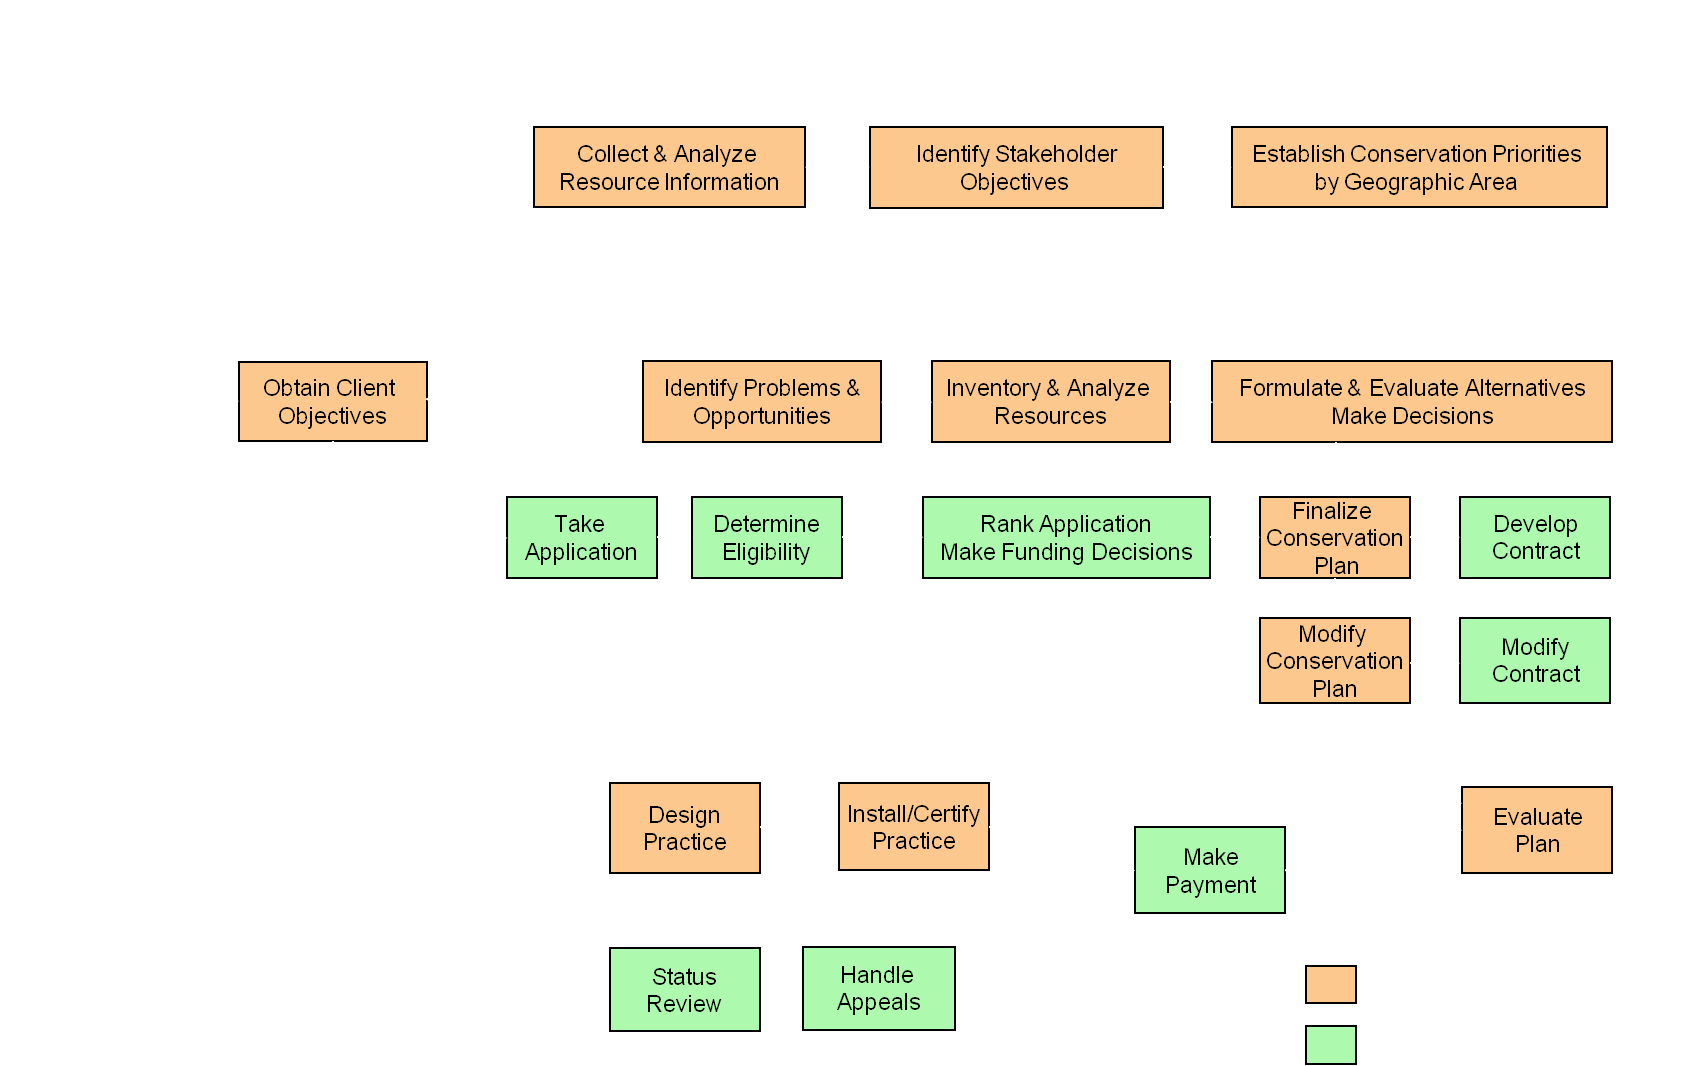 Collect & Analyze
Resource Information
Identify Stakeholder
Objectives
Establish Conservation Priorities
by Geographic Area
Obtain Client
Objectives
Identify Problems &
Opportunities
Inventory & Analyze
Resources
Formulate & Evaluate Alternatives
Make Decisions
Take
Application
Determine
Eligibility
Rank Application
Make Funding Decisions
Finalize
Conservation
Plan
Develop
Contract
Modify
Conservation
Plan
Modify
Contract
Design
Practice
Install/Certify
Practice
Make
Payment
Evaluate
Plan
Status
Review
Handle
Appeals